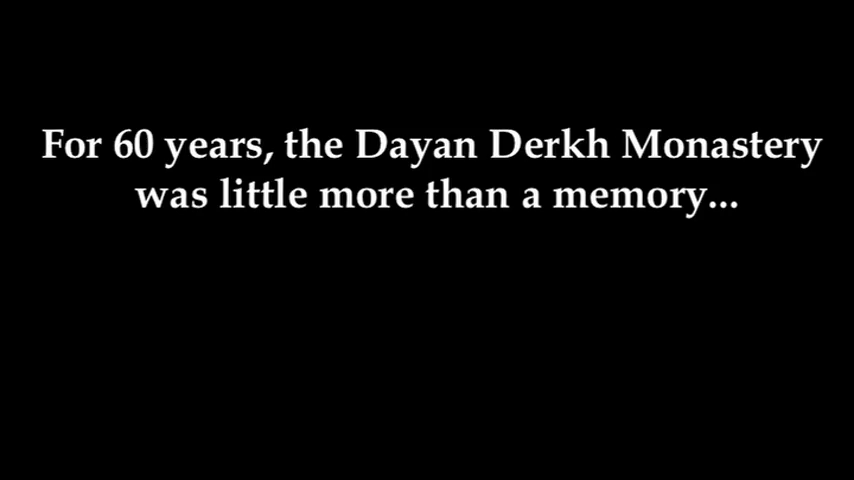 For 60 years, the Dayan Derkh Monastery
was little more than a memory...